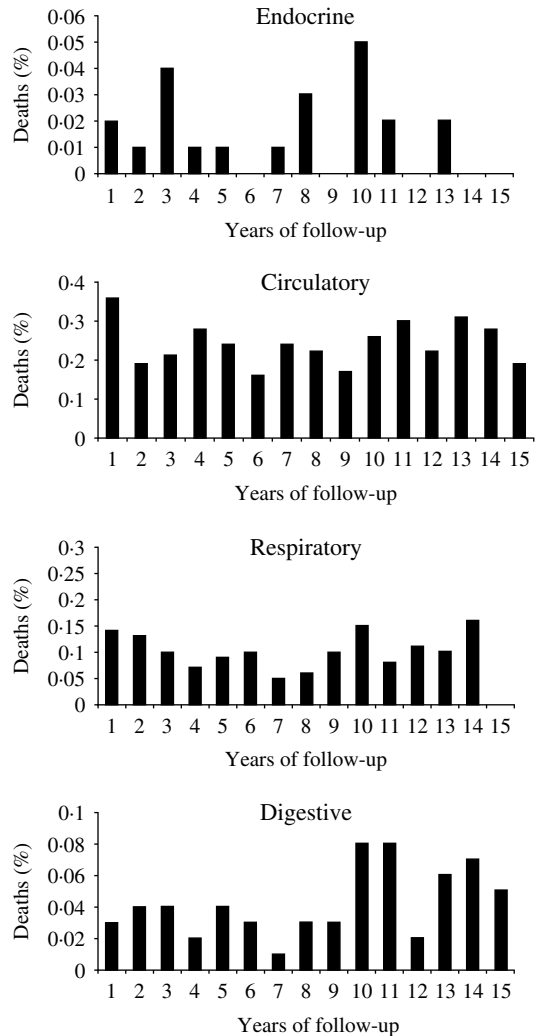 Endocrine
0·06
0·05
0·04
0·03
0·02
0·01
0
Deaths (%)
1 2 3 4 5 6 7 8 9 10 11 12 13 14 15
Years of follow-up
Circulatory
0·4
0·3
0·2
0·1
0
Deaths (%)
1 2 3 4 5 6 7 8 9 10 11 12 13 14 15
Years of follow-up
Respiratory
0·3
0·25
0·2
0·15
0·1
0·05
0
Deaths (%)
1 2 3 4 5 6 7 8 9 10 11 12 13 14 15
Years of follow-up
Digestive
0·1
0·08
0·06
0·04
0·02
0
Deaths (%)
1 2 3 4 5 6 7 8 9 10 11 12 13 14 15
Years of follow-up